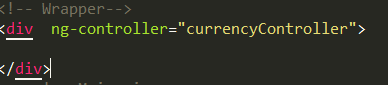 <!-- Wrapper-->
<div  ng-controller="currencyController">
</div>